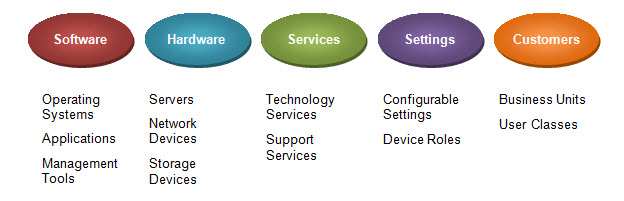 Software
Hardware
Services
Settings
Customers
Operating
Systems
Applications
Management
Tools
Servers
Network
Devices
Storage
Devices
Technology
Services
Support
Services
Configurable
Settings
Device Roles
Business Units
User Classes